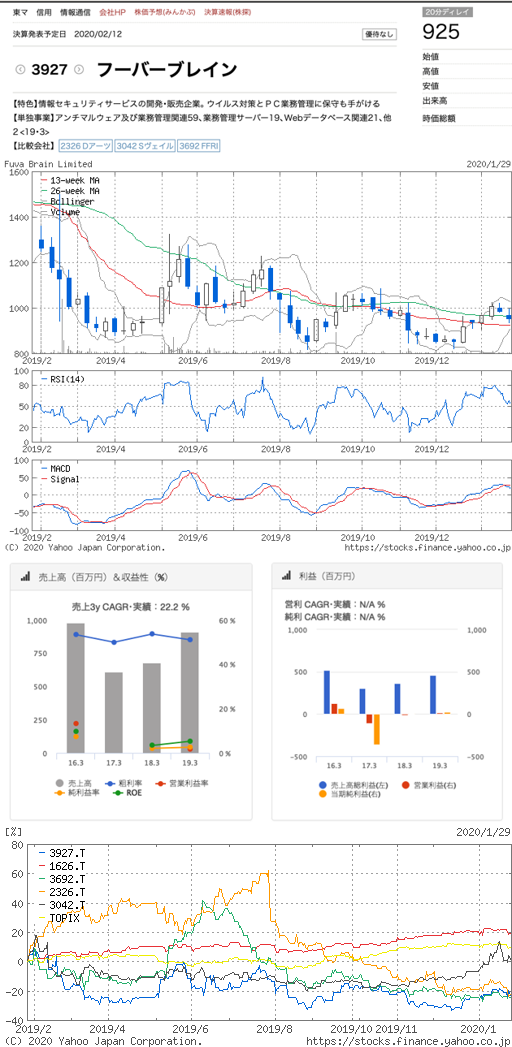 東マ 信用 情報通信 会社HP 株価予想(みんかぶ) 決算速報(株探)
20分ディレイ
925
決算発表予定日 2020/02/12
優待なし
3927 フーバーブレイン
始値
高値
安値
出来高
時価総額
【特色】情報セキュリティサービスの開発・販売企業。ウイルス対策とPC業務管理に保守も手がける
【単独事業】アンチマルウェア及び業務管理関連59、業務管理サーバー19、Webデータベース関連21、他
2<19・3>
【比較会社】 2326 Dアーツ 3042 Sヴェイル 3692 FFRI
Fuva Brain Limited 2020/1/29
13-week MA
26-week MA
Bollinger
Volume
1600
1400
1200
1000
800
2019/2 2019/4 2019/6 2019/8 2019/10 2019/12
RSI(14)
100
50
0
2019/2 2019/4 2019/6 2019/8 2019/10 2019/12
MACD
Signal
100
50
0
-50
-100
2019/2 2019/4 2019/6 2019/8 2019/10 2019/12
(C) 2020 Yahoo Japan Corporation. https://stocks.finance.yahoo.co.jp
売上高（百万円）＆収益性（%）
売上3y CAGR・実績：22.2 %
1,000
750
500
250
0
60 %
40 %
20 %
0 %
16.3 17.3 18.3 19.3
売上高 粗利率 営業利益率
純利益率 ROE
利益（百万円）
営利 CAGR・実績：N/A %
純利 CAGR・実績：N/A %
1,000
500
0
-500
1,000
500
0
-500
16.3 17.3 18.3 19.3
売上高総利益(左) 営業利益(右)
当期純利益(右)
[%] 2020/1/29
3927.T
1626.T
3692.T
2326.T
3042.T
TOPIX
80
60
40
20
0
-20
-40
2019/2 2019/4 2019/6 2019/8 2019/10 2019/11 2020/1
(C) 2020 Yahoo Japan Corporation. https://stocks.finance.yahoo.co.jp